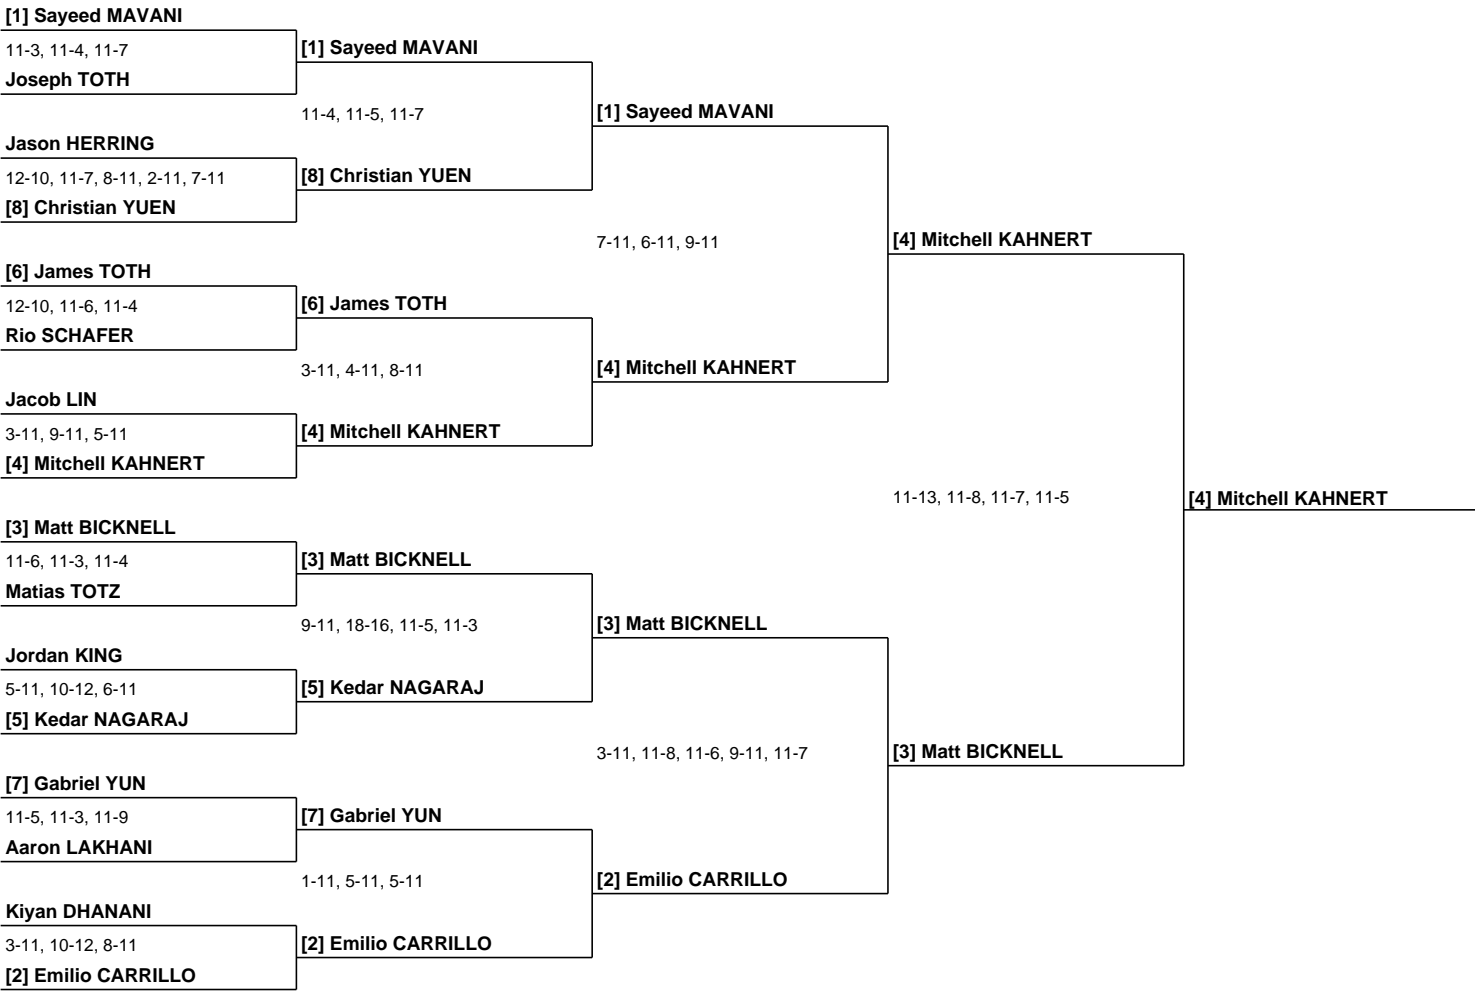 [1] Sayeed MAVANI
11-3, 11-4, 11-7
Joseph TOTH
Jason HERRING
12-10, 11-7, 8-11, 2-11, 7-11
[8] Christian YUEN
[6] James TOTH
12-10, 11-6, 11-4
Rio SCHAFER
Jacob LIN
3-11, 9-11, 5-11
[4] Mitchell KAHNERT
[3] Matt BICKNELL
11-6, 11-3, 11-4
Matias TOTZ
Jordan KING
5-11, 10-12, 6-11
[5] Kedar NAGARAJ
[7] Gabriel YUN
11-5, 11-3, 11-9
Aaron LAKHANI
Kiyan DHANANI
3-11, 10-12, 8-11
[2] Emilio CARRILLO
[1] Sayeed MAVANI
11-4, 11-5, 11-7
[8] Christian YUEN
[6] James TOTH
3-11, 4-11, 8-11
[4] Mitchell KAHNERT
[3] Matt BICKNELL
9-11, 18-16, 11-5, 11-3
[5] Kedar NAGARAJ
[7] Gabriel YUN
1-11, 5-11, 5-11
[2] Emilio CARRILLO
[1] Sayeed MAVANI
7-11, 6-11, 9-11
[4] Mitchell KAHNERT
[3] Matt BICKNELL
3-11, 11-8, 11-6, 9-11, 11-7
[2] Emilio CARRILLO
[4] Mitchell KAHNERT
11-13, 11-8, 11-7, 11-5
[3] Matt BICKNELL
[4] Mitchell KAHNERT